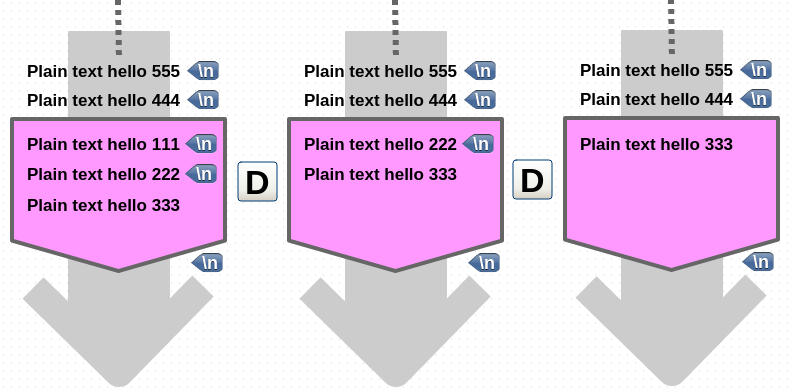 Plain text hello 555 \n
Plain text hello 444 \n
Plain text hello 111 \n
Plain text hello 222 \n
Plain text hello 333
\n
D
Plain text hello 555 \n
Plain text hello 444 \n
Plain text hello 222 \n
Plain text hello 333
\n
D
Plain text hello 555 \n
Plain text hello 444 \n
Plain text hello 333
\n